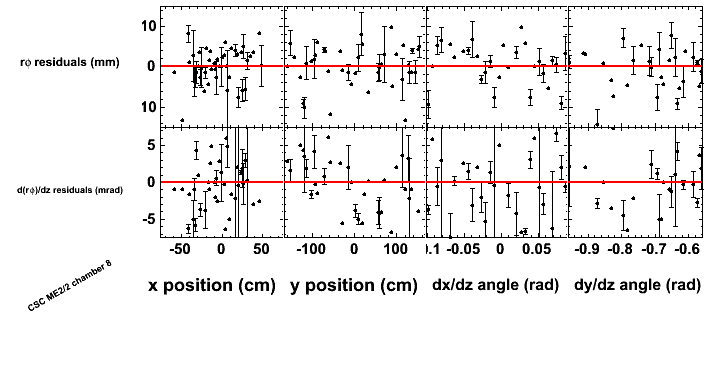 10
rφ residuals (mm)
0
10
5
d(rφ)/dz residuals (mrad)
0
-5
-50 0 50 -100 0 100 0.1 -0.05 0 0.05 -0.9 -0.8 -0.7 -0.6
x position (cm) y position (cm) dx/dz angle (rad) dy/dz angle (rad)
CSC ME2/2 chamber 8